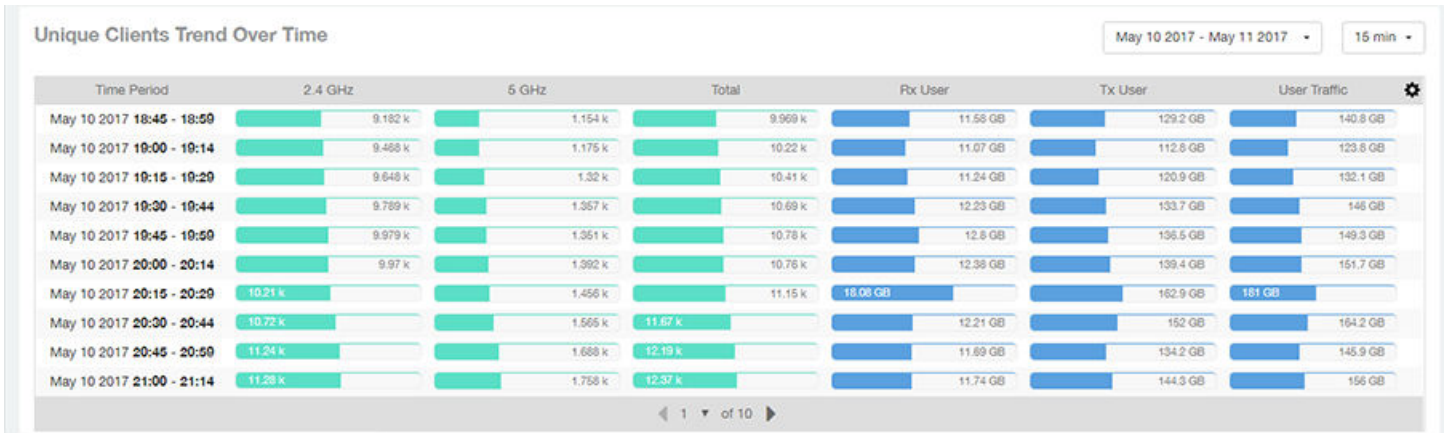 Unique Clients Trend Over Time May 10 2017 - May 11 2017 15 min
Time Period 2.4 GHz 5 GHz Total Rx User Tx User User Traffic
May 10 2017 18:45 - 18:59 9.182 k 1.154 k 9.969 k 11.58 GB 129.2 GB 140.8 GB
May 10 2017 19:00 - 19:14 9.468 k 1.175 k 10.22 k 11.07 GB 112.8 GB 123.8 GB
May 10 2017 19:15 - 19:29 9.648 k 1.32 k 10.41 k 11.24 GB 120.9 GB 132.1 GB
May 10 2017 19:30 - 19:44 9.789 k 1.357 k 10.69 k 12.23 GB 133.7 GB 146 GB
May 10 2017 19:45 - 19:59 9.979 k 1.351 k 10.78 k 12.8 GB 136.5 GB 149.3 GB
May 10 2017 20:00 - 20:14 9.97 k 1.392 k 10.76 k 12.38 GB 139.4 GB 151.7 GB
May 10 2017 20:15 - 20:29 10.21 k 1.456 k 11.15 k 18.08 GB 162.9 GB 181 GB
May 10 2017 20:30 - 20:44 10.72 k 1.565 k 11.67 k 12.21 GB 152 GB 164.2 GB
May 10 2017 20:45 - 20:59 11.24 k 1.688 k 12.19 k 11.69 GB 134.2 GB 145.9 GB
May 10 2017 21:00 - 21:14 11.28 k 1.758 k 12.37 k 11.74 GB 144.3 GB 156 GB
1 of 10